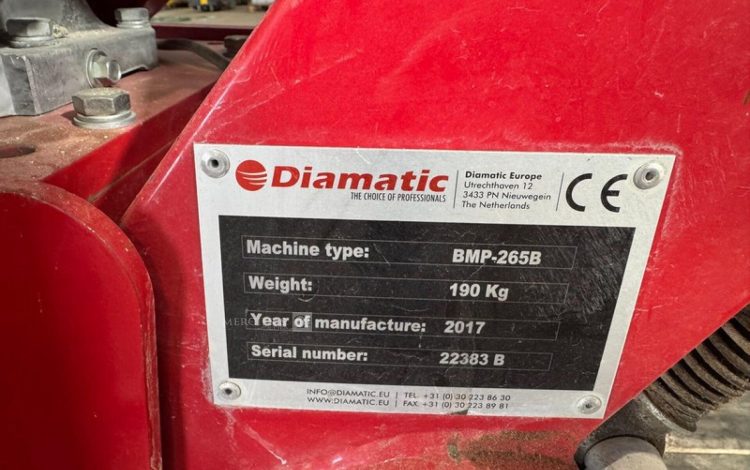 Diamatic
THE CHOICE OF PROFESSIONALS
Diamatic Europe
Utrechthaven 12
3433 PN Nieuwegein
The Netherlands
CE
Machine type: BMP-265B
Weight: 190 Kg
Year of manufacture: 2017
Serial number: 22383 B
INFO@DIAMATIC.EU | TEL. +31 (0) 30 223 86 30
WWW.DIAMATIC.EU | FAX. +31 (0) 30 223 89 81